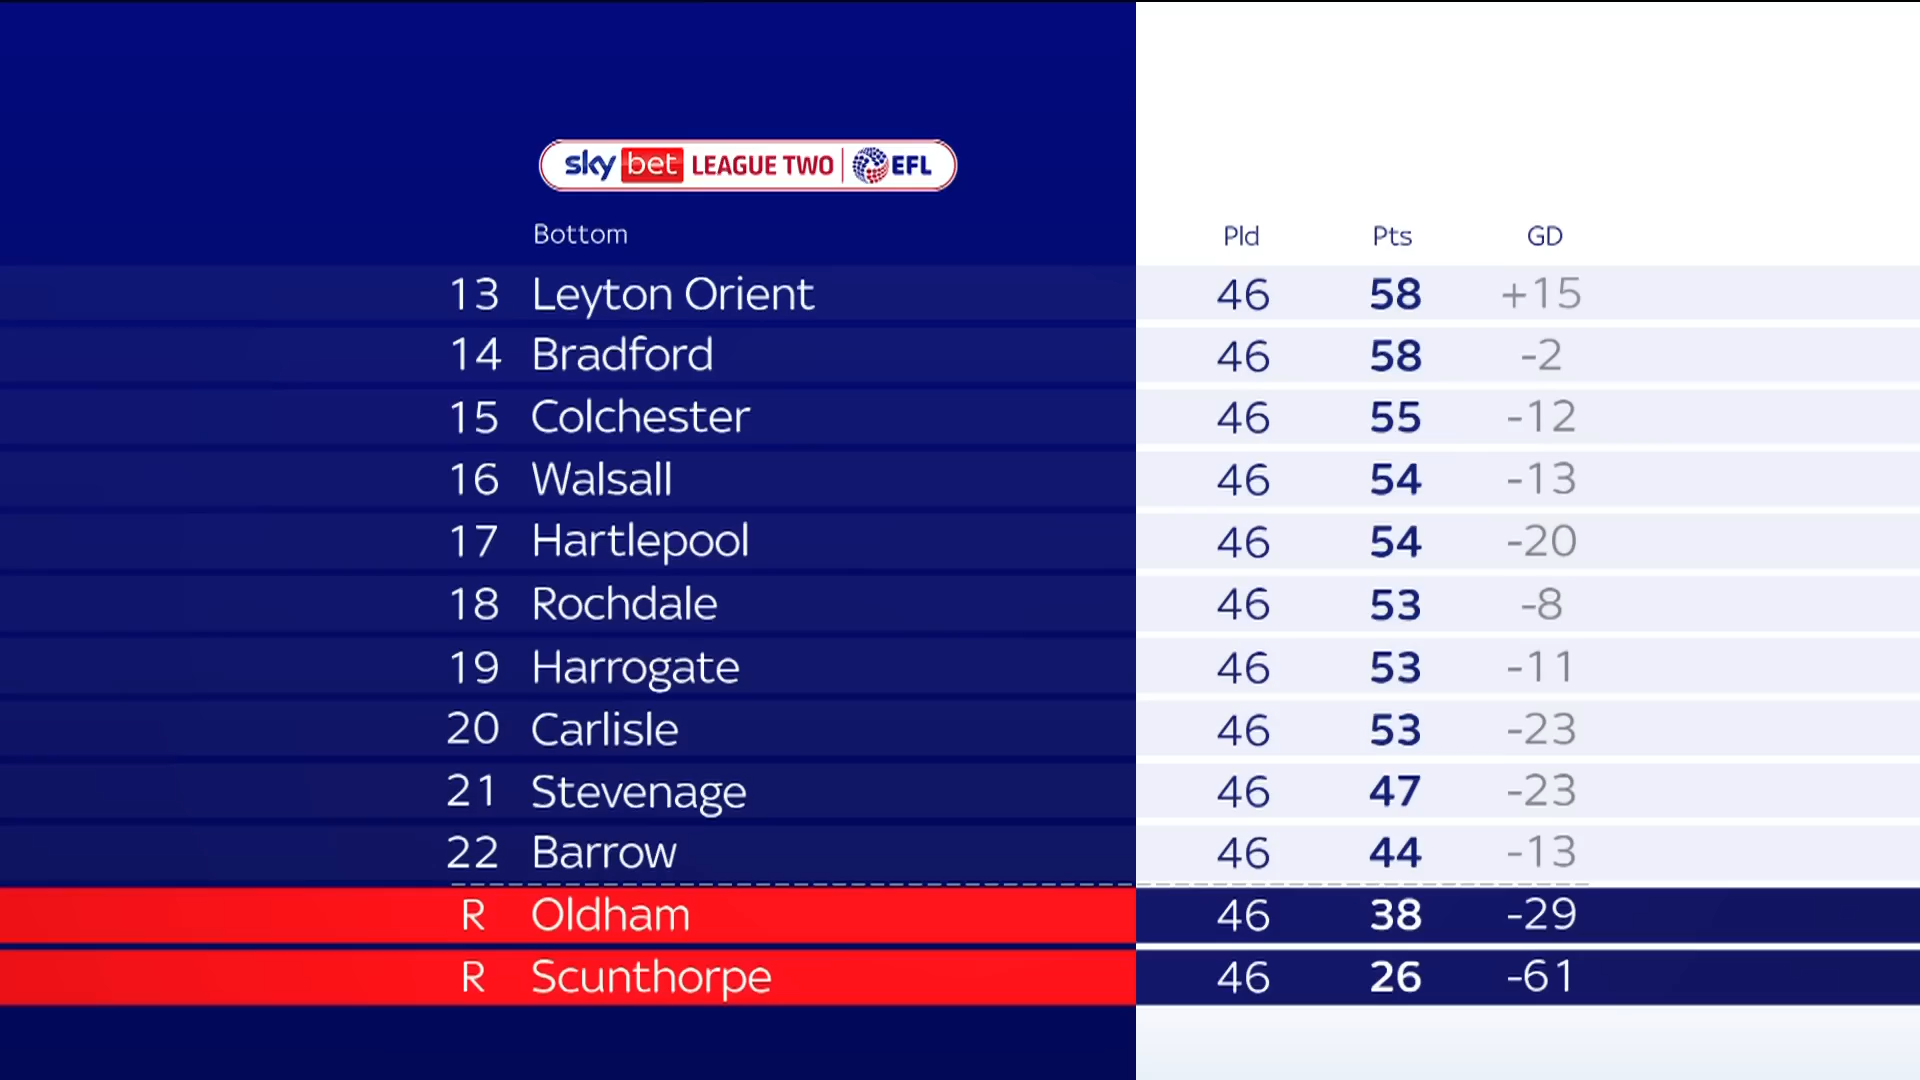 sky bet LEAGUE TWO EFL
Bottom Pld Pts GD
13 Leyton Orient 46 58 +15
14 Bradford 46 58 -2
15 Colchester 46 55 -12
16 Walsall 46 54 -13
17 Hartlepool 46 54 -20
18 Rochdale 46 53 -8
19 Harrogate 46 53 -11
20 Carlisle 46 53 -23
21 Stevenage 46 47 -23
22 Barrow 46 44 -13
R Oldham 46 38 -29
R Scunthorpe 46 26 -61